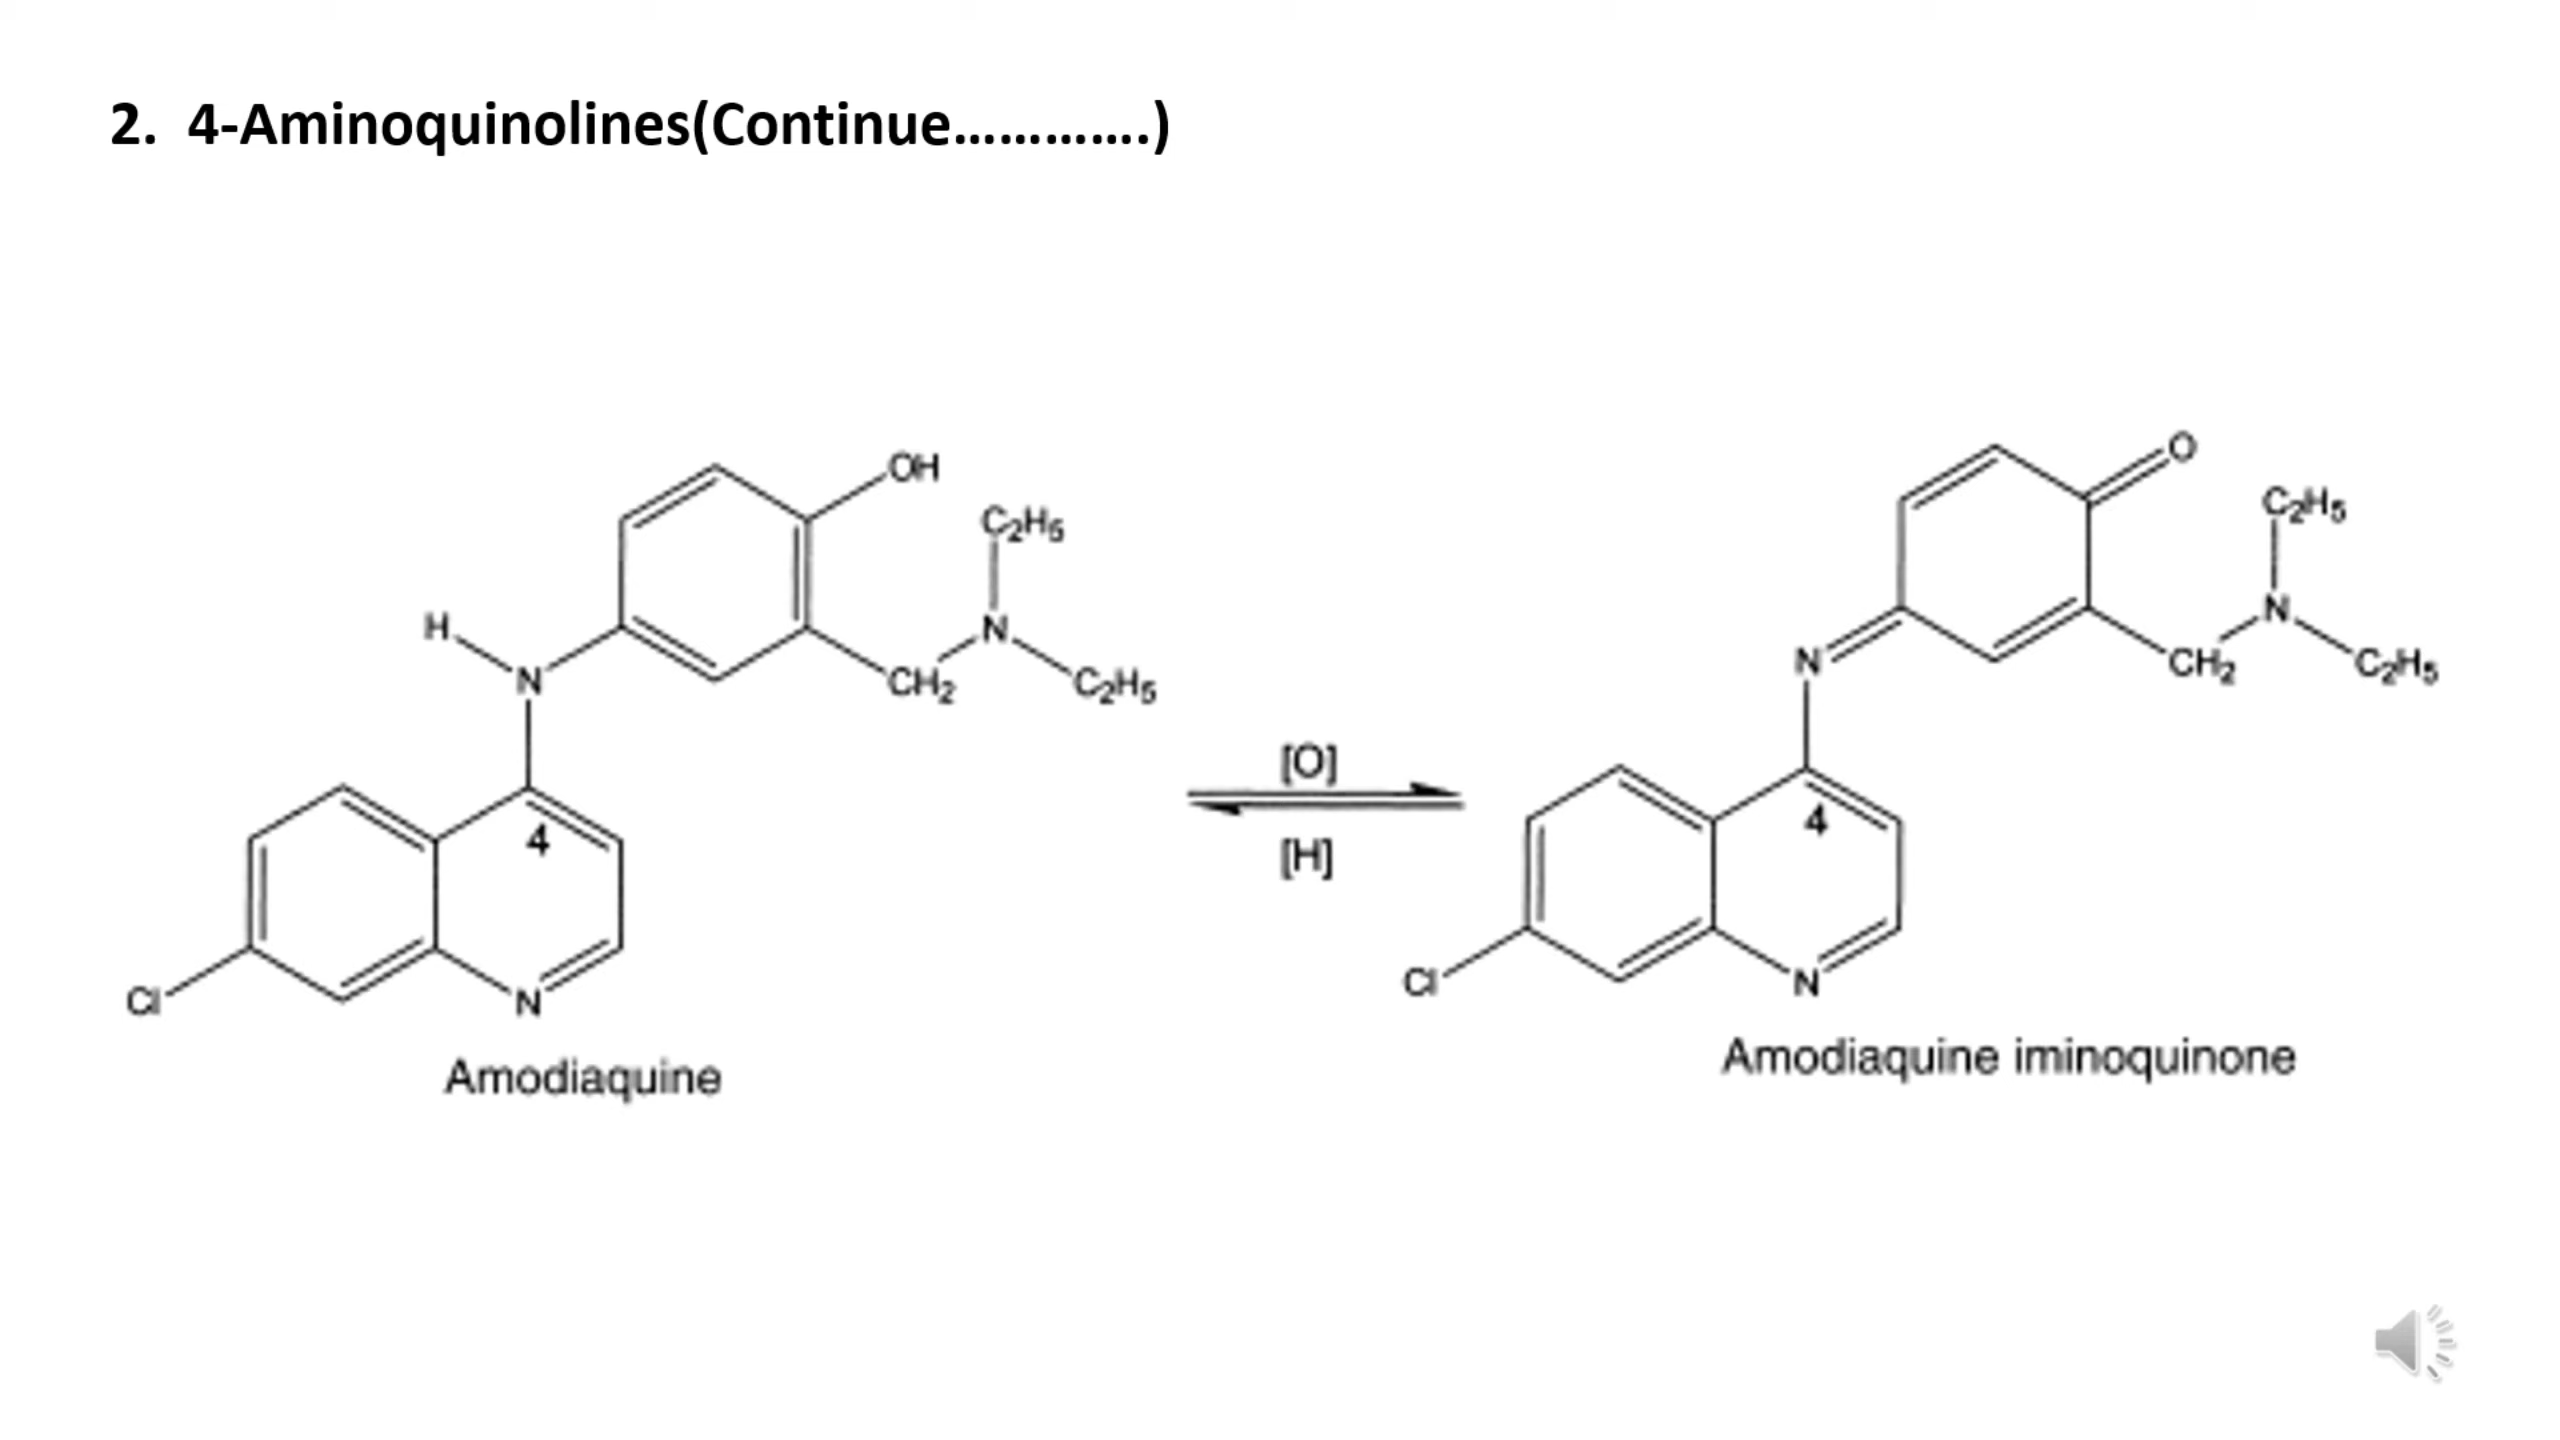 2. 4-Aminoquinolines(Continue………….)
OH
C₂H₅
H
N
N
CH₂
C₂H₅
4
Cl
N
Amodiaquine
[O]
[H]
O
C₂H₅
N
N
CH₂
C₂H₅
4
Cl
N
Amodiaquine iminoquinone